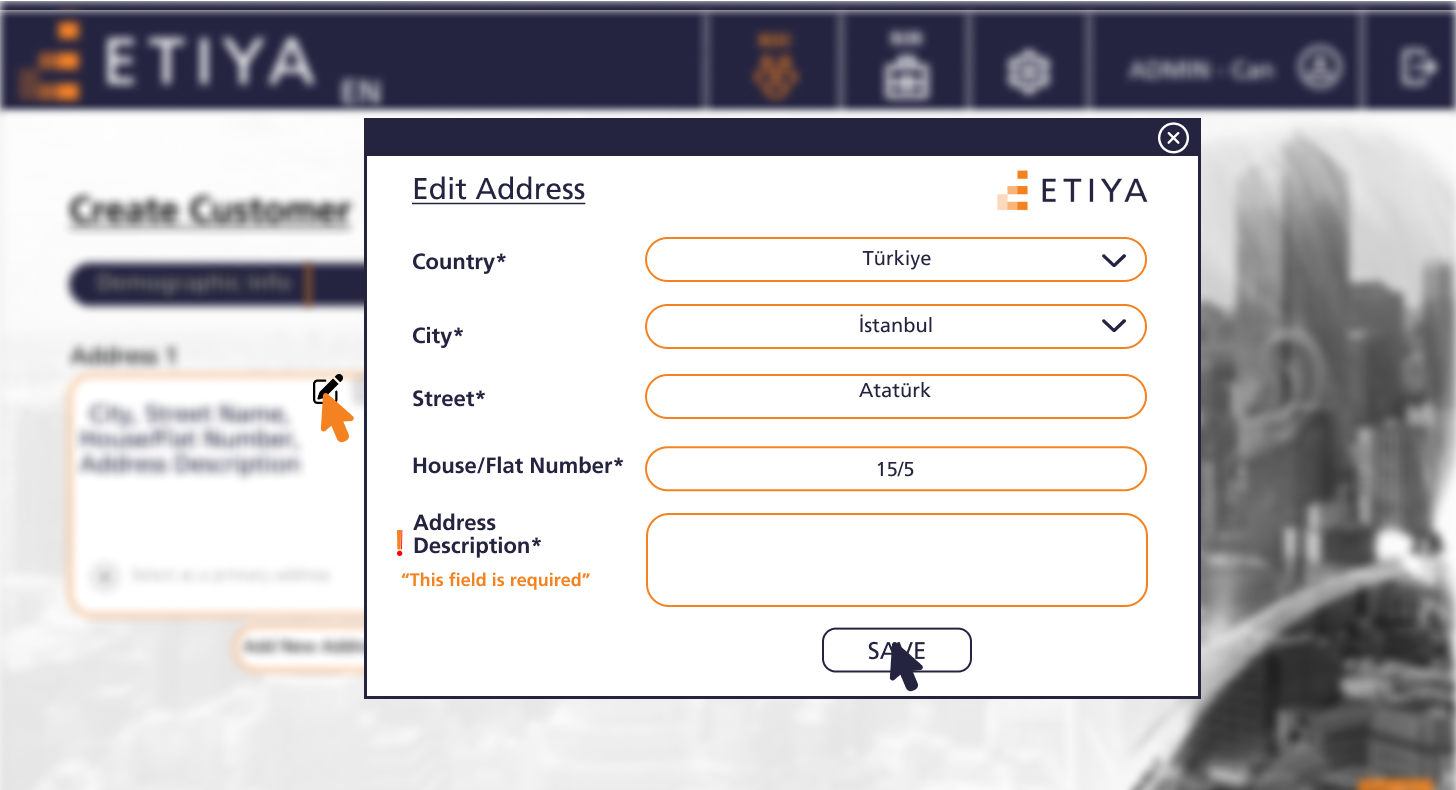 ETIYA
EN
ADMIN - Can
Create Customer
Demographic Info
Address 1
City, Street Name,
House/Flat Number,
Address Description
Select as a primary address
Add New
Edit Address
ETIYA
Country*
Türkiye
City*
İstanbul
Street*
Atatürk
House/Flat Number*
15/5
Address
Description*
"This field is required"
SAVE